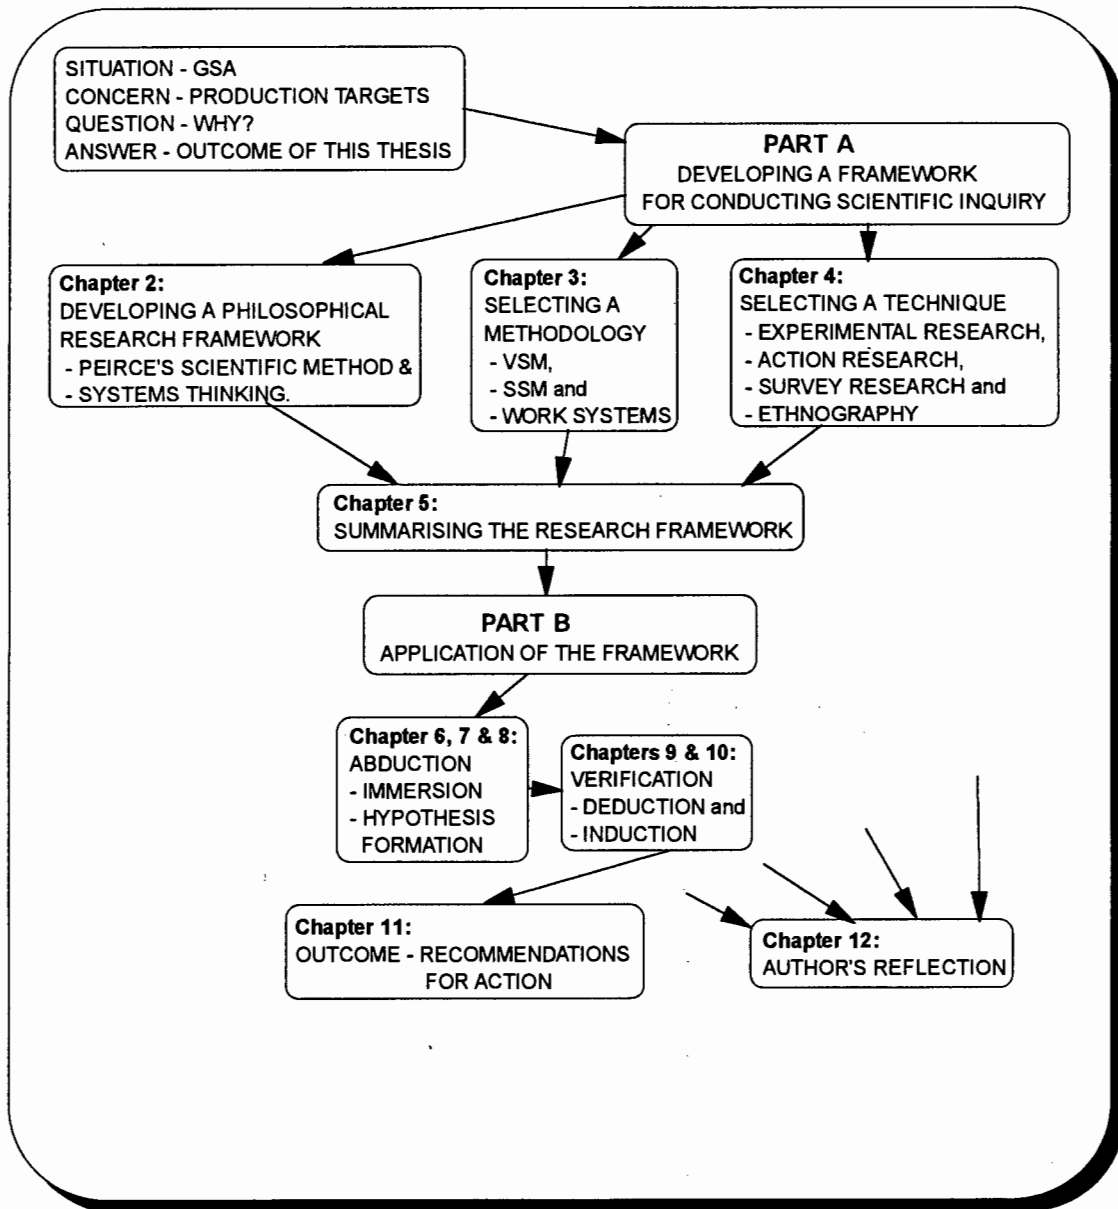 SITUATION - GSA
CONCERN - PRODUCTION TARGETS
QUESTION - WHY?
ANSWER - OUTCOME OF THIS THESIS
PART A
DEVELOPING A FRAMEWORK
FOR CONDUCTING SCIENTIFIC INQUIRY
Chapter 2:
DEVELOPING A PHILOSOPHICAL
RESEARCH FRAMEWORK
- PEIRCE'S SCIENTIFIC METHOD &
- SYSTEMS THINKING.
Chapter 3:
SELECTING A
METHODOLOGY
- VSM,
- SSM and
- WORK SYSTEMS
Chapter 4:
SELECTING A TECHNIQUE
- EXPERIMENTAL RESEARCH,
- ACTION RESEARCH,
- SURVEY RESEARCH and
- ETHNOGRAPHY
Chapter 5:
SUMMARISING THE RESEARCH FRAMEWORK
PART B
APPLICATION OF THE FRAMEWORK
Chapter 6, 7 & 8:
ABDUCTION
- IMMERSION
- HYPOTHESIS
FORMATION
Chapters 9 & 10:
VERIFICATION
- DEDUCTION and
- INDUCTION
Chapter 11:
OUTCOME - RECOMMENDATIONS
FOR ACTION
Chapter 12:
AUTHOR'S REFLECTION